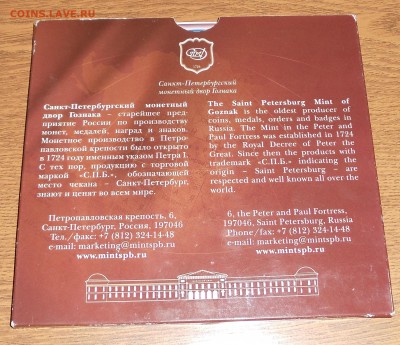 СОИНС.ЛАВЕ.RU
Санкт-Петербургский
монетный двор Гознака
Санкт-Петербургский монетный
двор Гознака – старейшее пред-
приятие России по производству
монет, медалей, наград и знаков.
Монетное производство в Петро-
павловской крепости было открыто
в 1724 году именным указом Петра I.
С тех пор, продукцию с торговой
маркой «С.П.Б.», обозначающей
место чекана – Санкт-Петербург,
знают и ценят во всем мире.
The Saint Petersburg Mint of
Goznak is the oldest producer of
coins, medals, orders and badges in
Russia. The Mint in the Peter and
Paul Fortress was established in 1724
by the Royal Decree of Peter the
Great. Since then the products with
trademark «С.П.Б.» indicating the
origin – Saint Petersburg – are
respected and well known all over the
world.
Петропавловская крепость, 6,
Санкт-Петербург, Россия, 197046
Тел./факс: +7 (812) 324-14-48
e-mail: marketing@mintspb.ru
www.mintspb.ru
6, the Peter and Paul Fortress,
197046, Saint Petersburg, Russia
Phone/fax: +7 (812) 324-14-48
e-mail: marketing@mintspb.ru
www.mintspb.ru